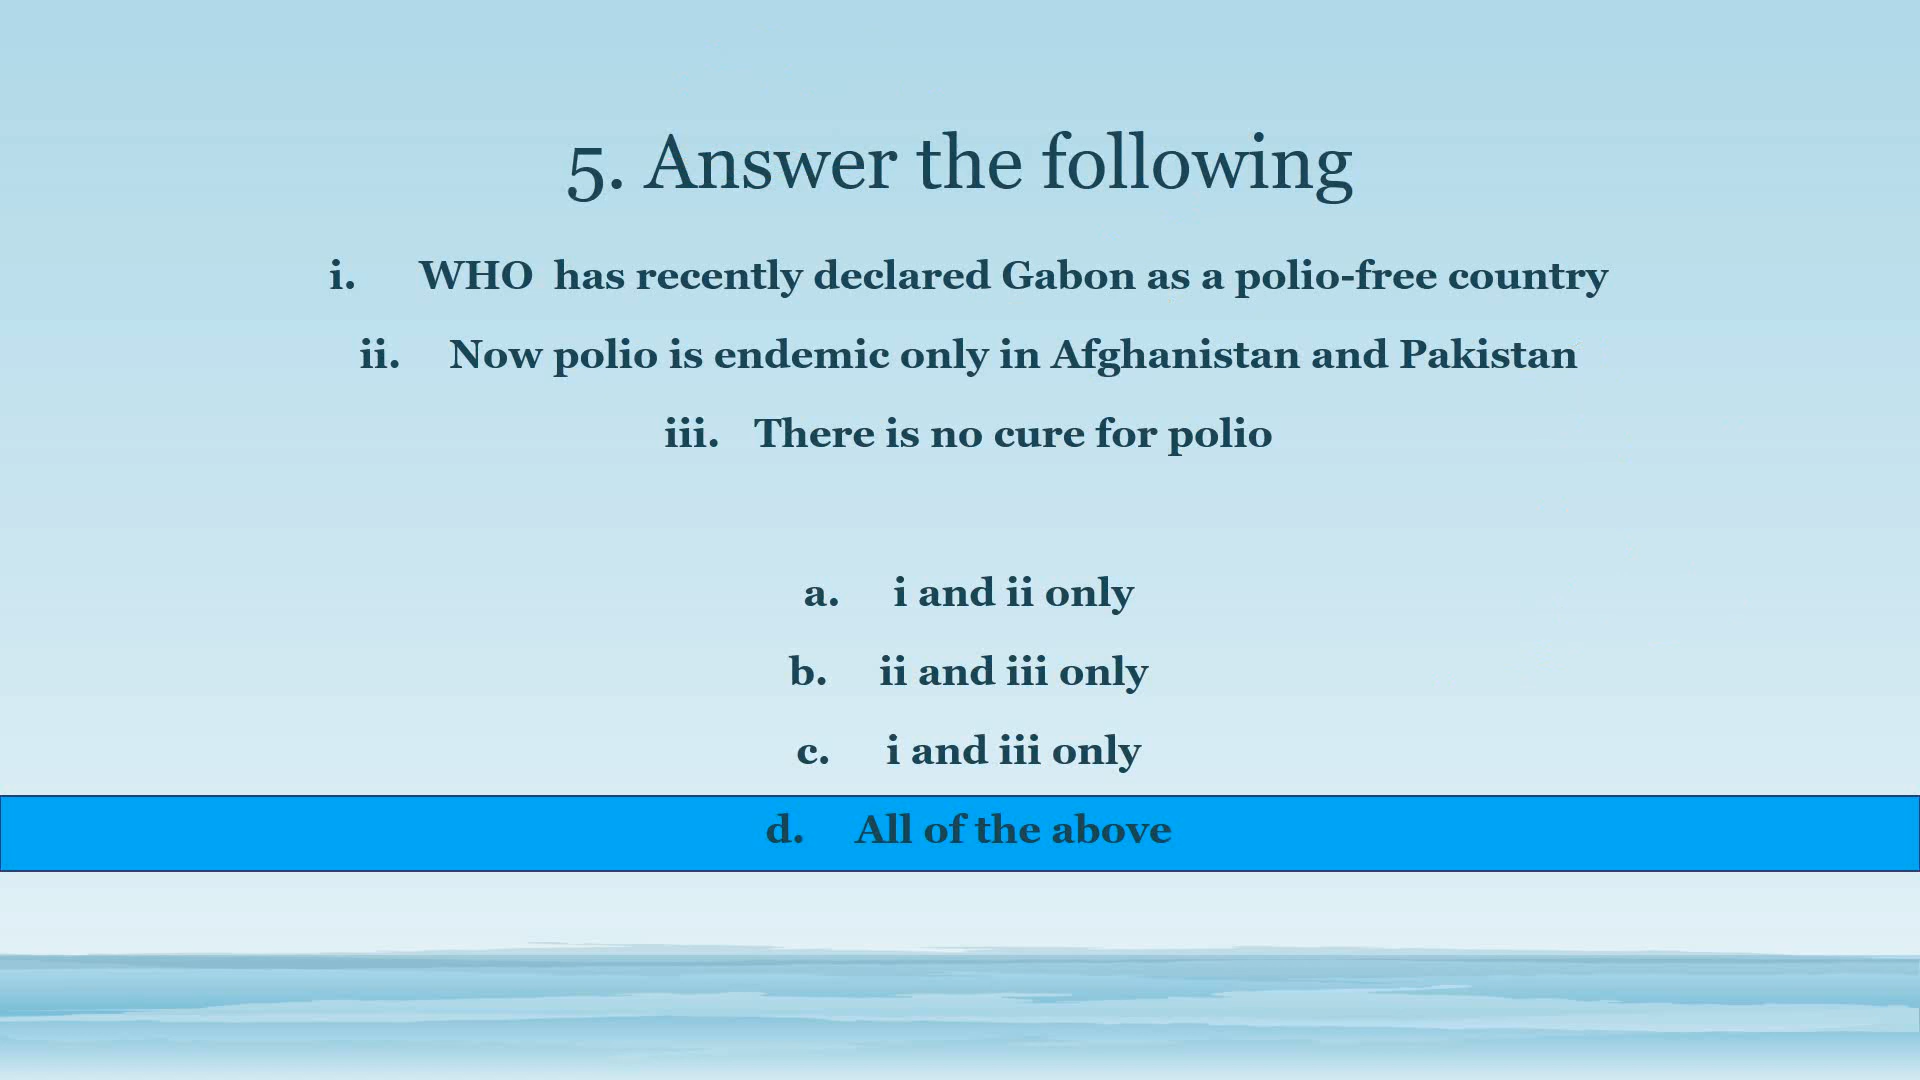 5. Answer the following
i. WHO has recently declared Gabon as a polio-free country
ii. Now polio is endemic only in Afghanistan and Pakistan
iii. There is no cure for polio
a. i and ii only
b. ii and iii only
c. i and iii only
d. All of the above